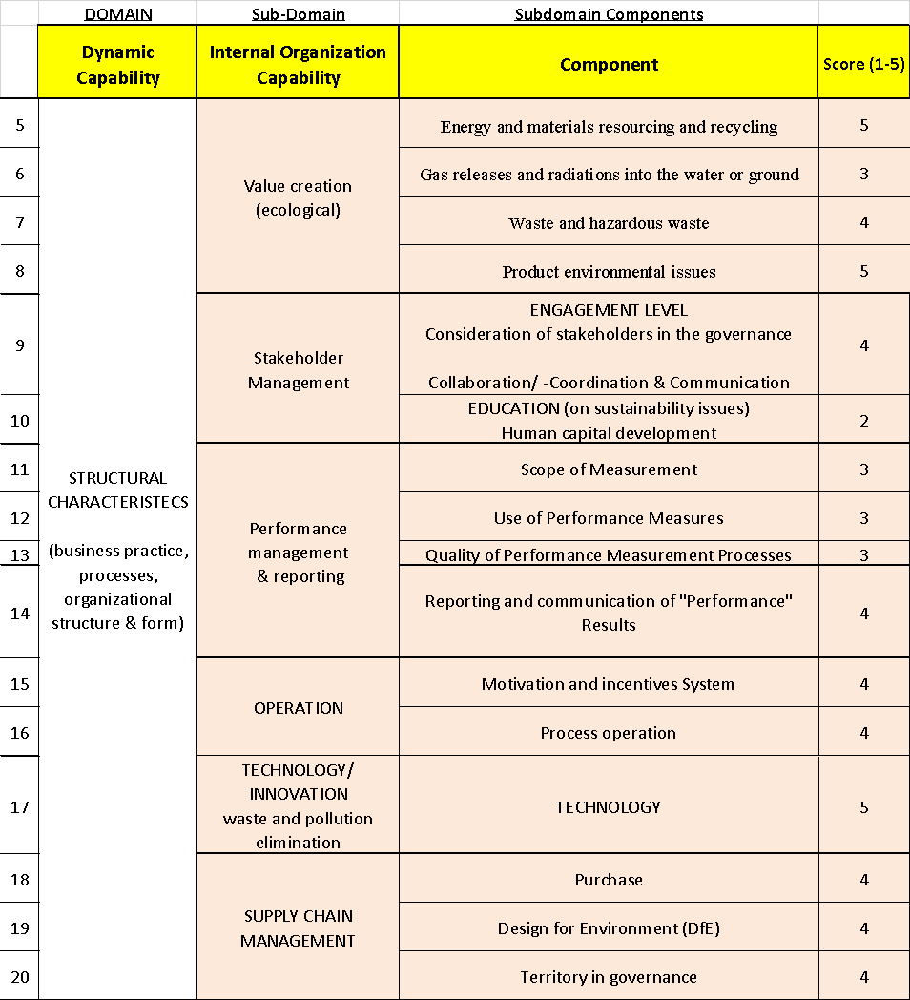 DOMAIN Sub-Domain Subdomain Components
Dynamic Capability Internal Organization Capability Component Score (1-5)
5 Energy and materials resourcing and recycling 5
6 Gas releases and radiations into the water or ground 3
Value creation
(ecological)
7 Waste and hazardous waste 4
8 Product environmental issues 5
ENGAGEMENT LEVEL
9 Consideration of stakeholders in the governance 4
Collaboration/ -Coordination & Communication
Stakeholder
Management
10 EDUCATION (on sustainability issues) 2
Human capital development
11 Scope of Measurement 3
STRUCTURAL
CHARACTERISTECS
(business practice,
processes,
organizational
structure & form)
12 Use of Performance Measures 3
Performance
management
& reporting
13 Quality of Performance Measurement Processes 3
14 Reporting and communication of "Performance" 4
Results
15 Motivation and incentives System 4
OPERATION
16 Process operation 4
TECHNOLOGY/
INNOVATION
waste and pollution
elimination
17 TECHNOLOGY 5
18 Purchase 4
SUPPLY CHAIN
MANAGEMENT
19 Design for Environment (DfE) 4
20 Territory in governance 4